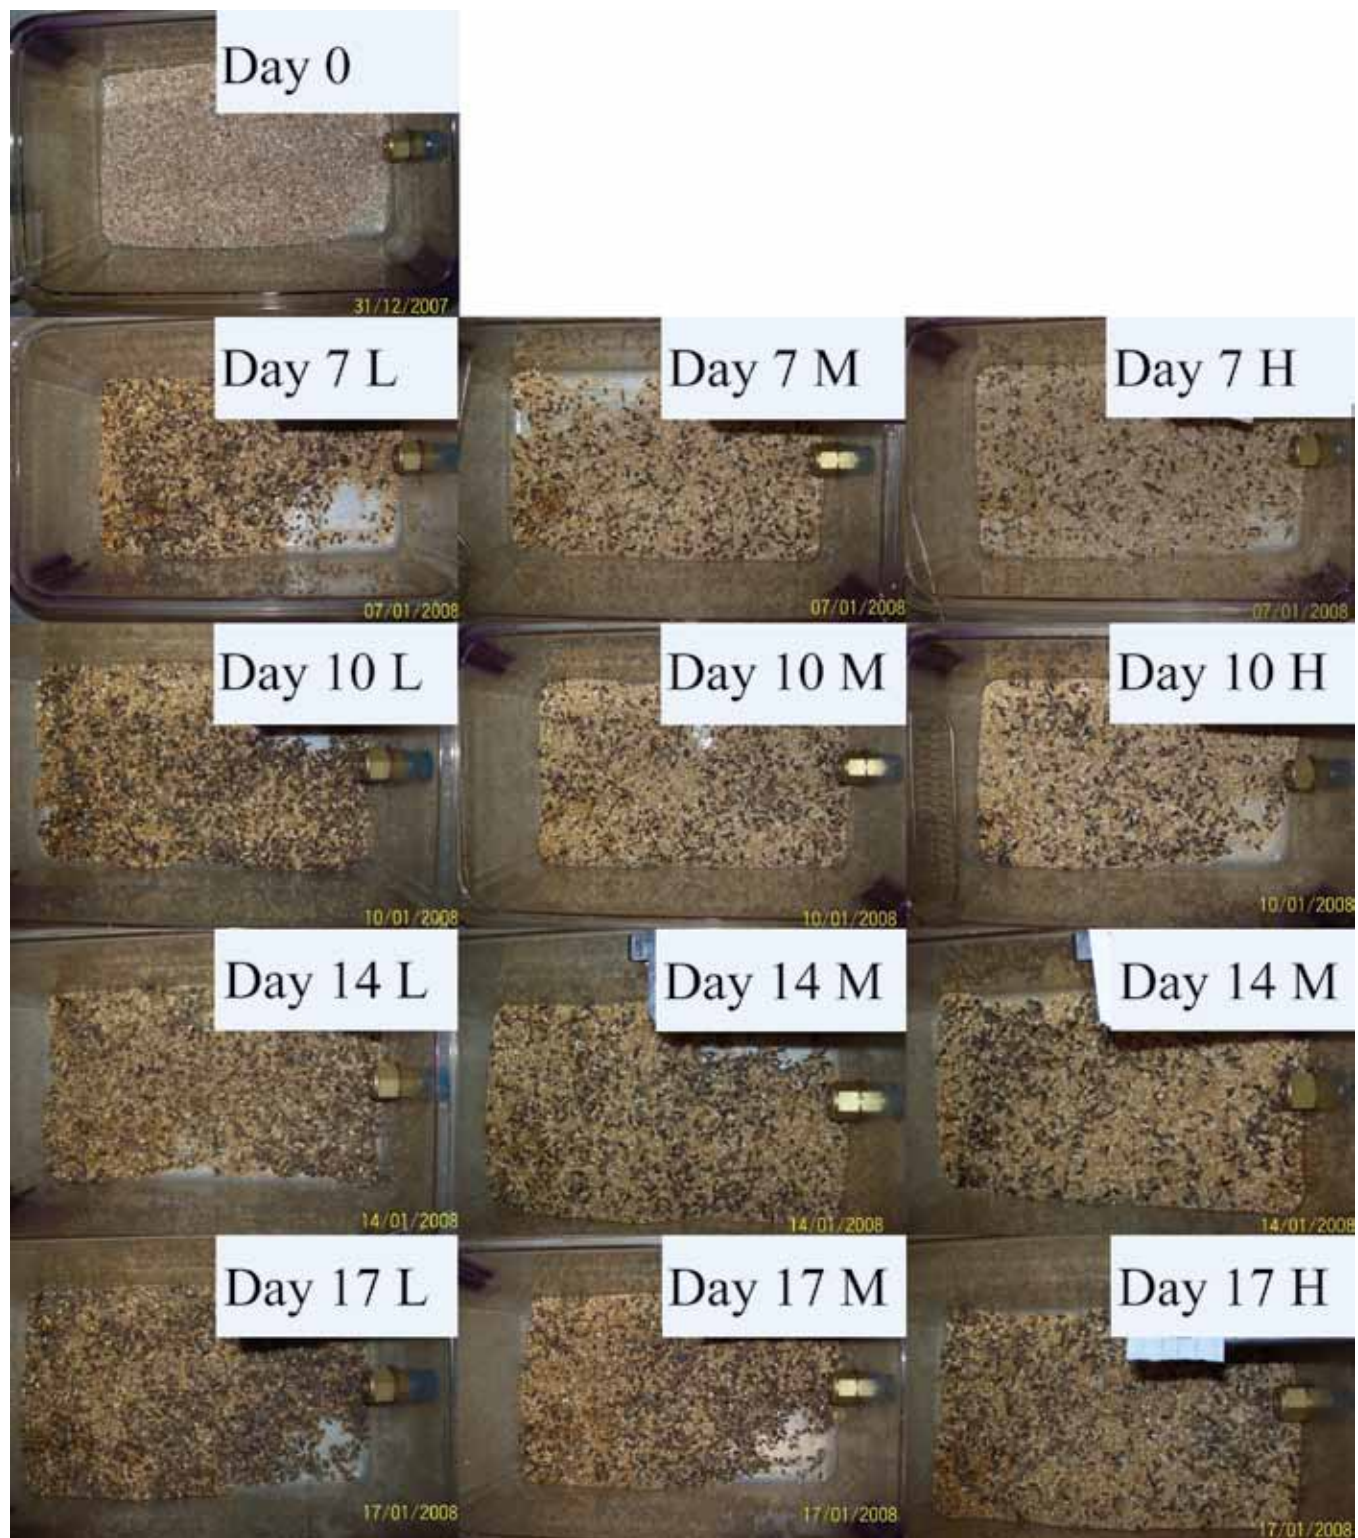 Day 0
31/12/2007
Day 7 L
07/01/2008
Day 7 M
07/01/2008
Day 7 H
07/01/2008
Day 10 L
10/01/2008
Day 10 M
10/01/2008
Day 10 H
10/01/2008
Day 14 L
14/01/2008
Day 14 M
14/01/2008
Day 14 M
14/01/2008
Day 17 L
17/01/2008
Day 17 M
17/01/2008
Day 17 H
17/01/2008